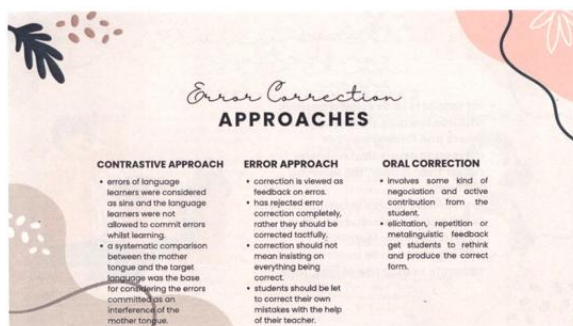 Error Correction
APPROACHES
CONTRASTIVE APPROACH
• errors of language
learners were considered
as sins and the language
learners were not
allowed to commit errors
whilst learning.
• a systematic comparison
between the mother
tongue and the target
language was the base
for considering the errors
committed as an
interference of the
mother tongue.
ERROR APPROACH
• correction is viewed as
feedback on erros.
• has rejected error
correction completely,
rather they should be
corrected tactfully.
• correction should not
mean insisting on
everything being
correct.
• students should be let
to correct their own
mistakes with the help
of their teacher.
ORAL CORRECTION
• involves some kind of
negociation and active
contribution from the
student.
• elicitation, repetition or
metalinguistic feedback
get students to rethink
and produce the correct
form.